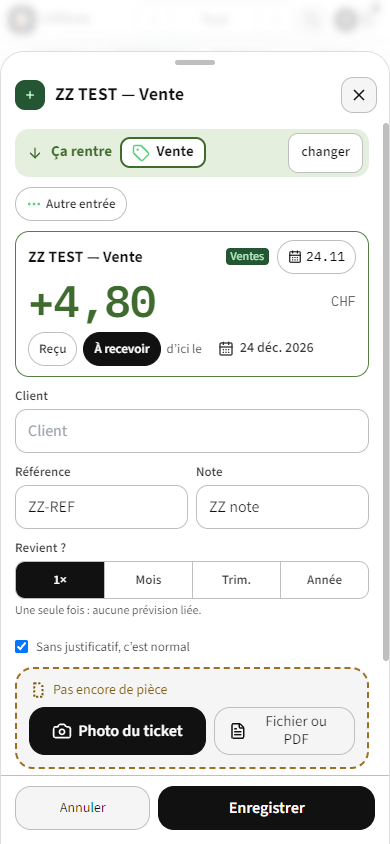 ZZ TEST — Vente
Ça rentre Vente changer
Autre entrée
ZZ TEST — Vente Ventes 24.11
+4,80 CHF
Reçu À recevoir d'ici le 24 déc. 2026
Client
Client
Référence Note
ZZ-REF ZZ note
Revient ?
1× Mois Trim. Année
Une seule fois : aucune prévision liée.
Sans justificatif, c'est normal
Pas encore de pièce
Photo du ticket Fichier ou
PDF
Annuler Enregistrer